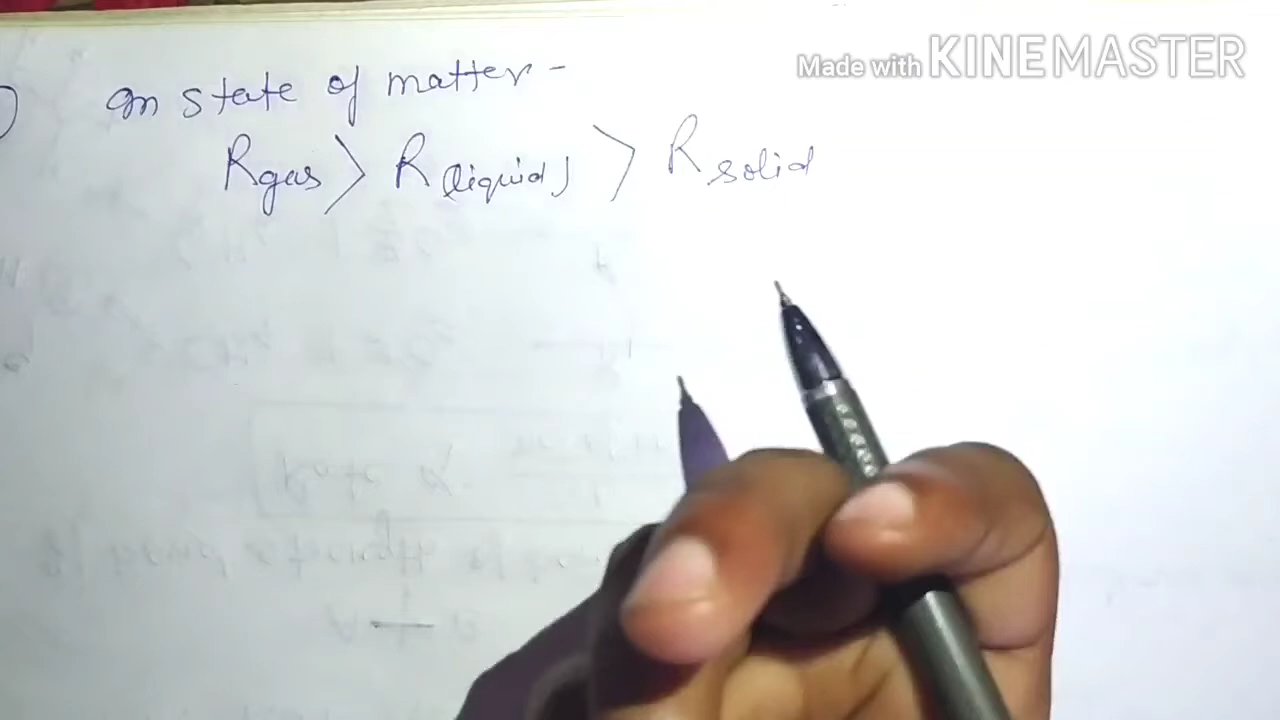 Made with KINEMASTER
On state of matter -
Rgas > R(liquid) > Rsolid